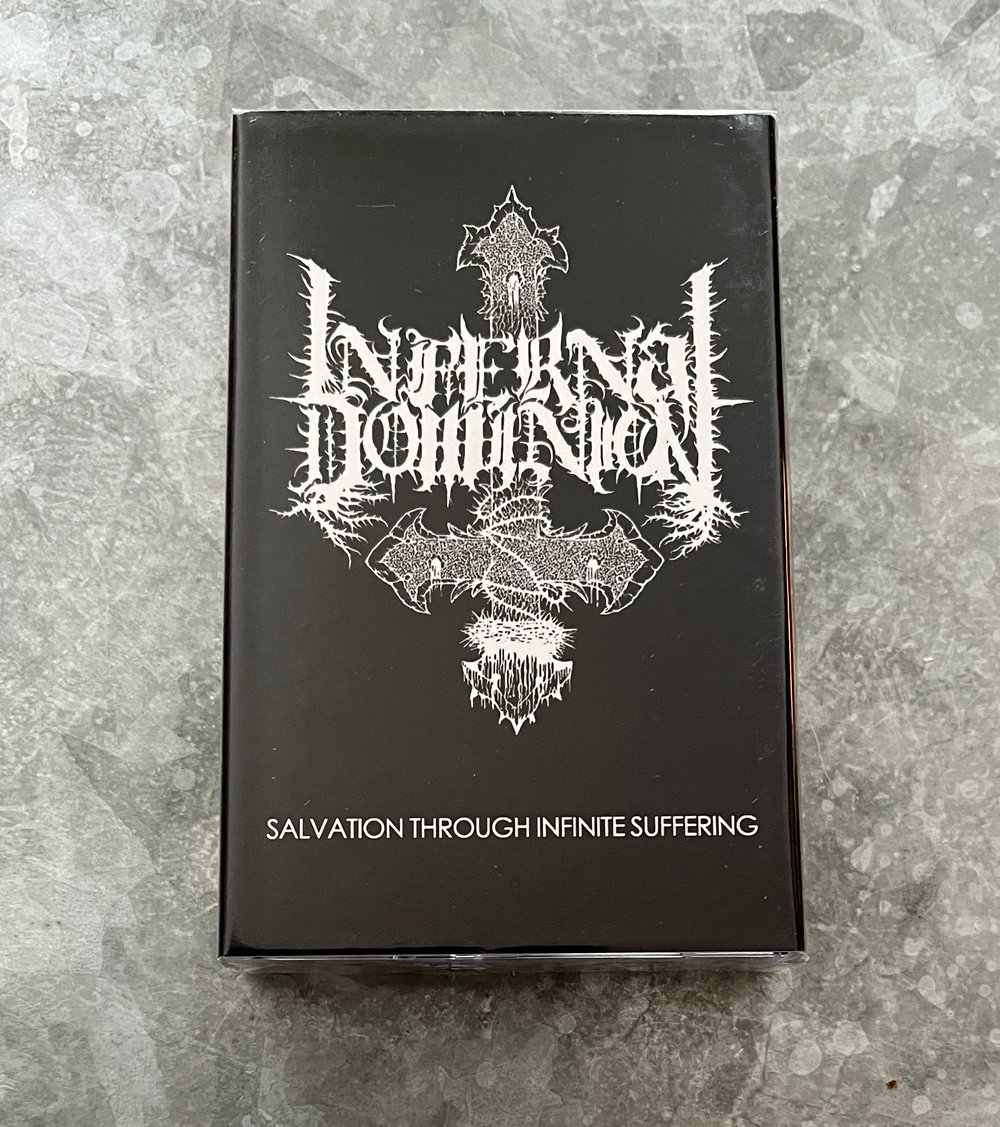 INFERNAL
DOMINION
SALVATION THROUGH INFINITE SUFFERING